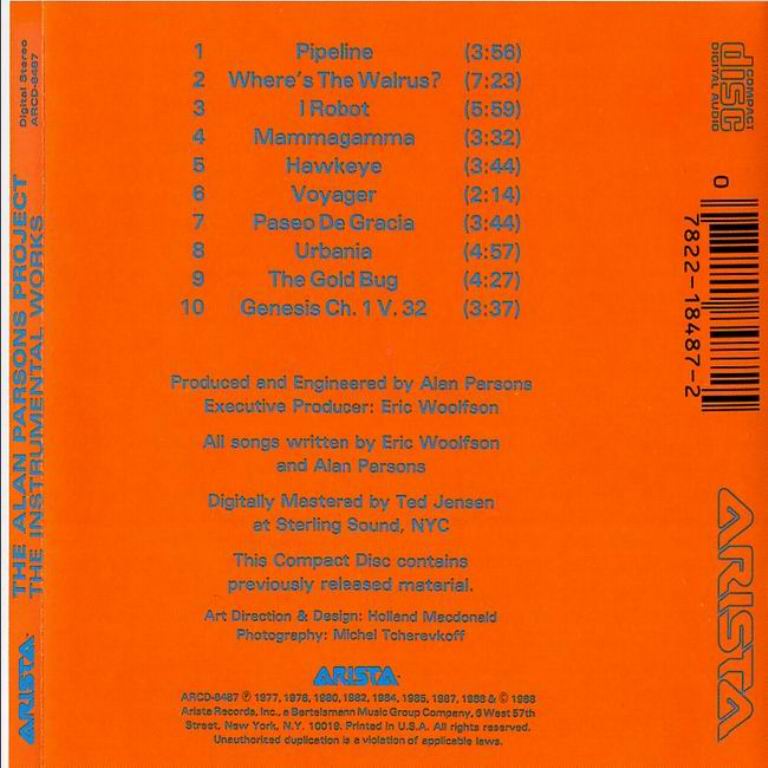 1 Pipeline (3:56)
2 Where's The Walrus? (7:23)
3 I Robot (5:59)
4 Mammagamma (3:32)
5 Hawkeye (3:44)
6 Voyager (2:14)
7 Paseo De Gracia (3:44)
8 Urbania (4:57)
9 The Gold Bug (4:27)
10 Genesis Ch. 1 V. 32 (3:37)
Produced and Engineered by Alan Parsons
Executive Producer: Eric Woolfson
All songs written by Eric Woolfson
and Alan Parsons
Digitally Mastered by Ted Jensen
at Sterling Sound, NYC
This Compact Disc contains
previously released material.
Art Direction & Design: Holland Macdonald
Photography: Michel Tcherevkoff
ARISTA
ARCD-8487 ℗ 1977, 1978, 1980, 1982, 1984, 1985, 1987, 1988 & © 1988
Arista Records, Inc., a Bertelsmann Music Group Company, 6 West 57th
Street, New York, N.Y. 10019. Printed in U.S.A. All rights reserved.
Unauthorized duplication is a violation of applicable laws.
Digital Stereo
ARCD-8487
THE ALAN PARSONS PROJECT
THE INSTRUMENTAL WORKS
ARISTA
COMPACT
disc
DIGITAL AUDIO
0
7822-18487-2
ARISTA